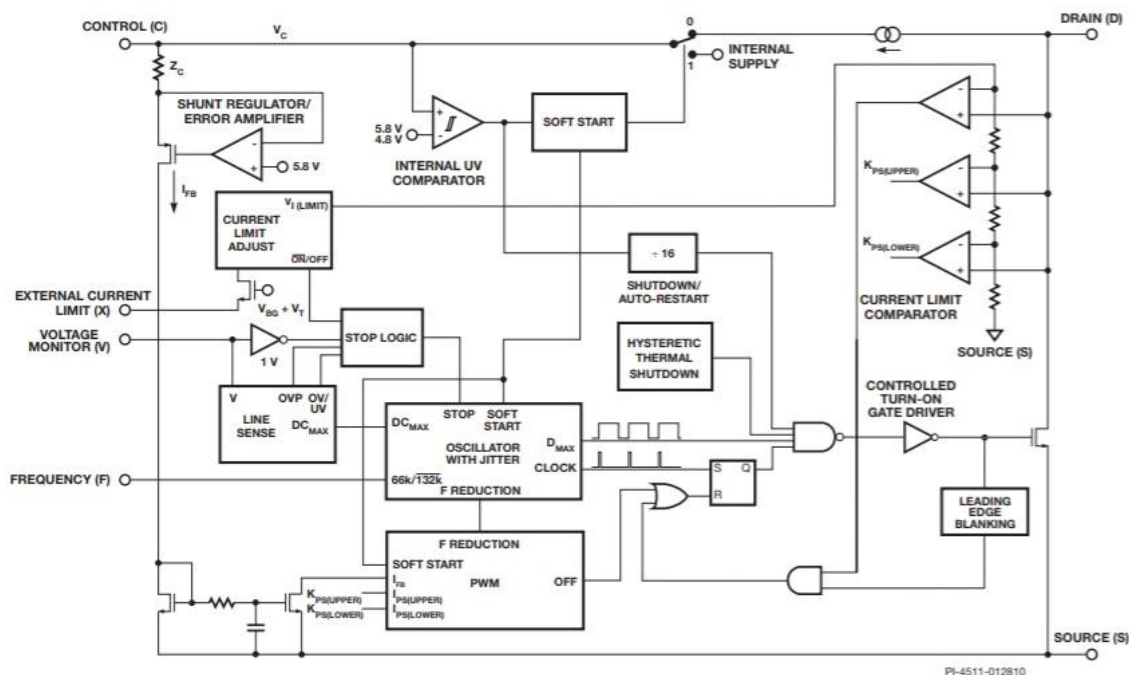 CONTROL (C)
V_C
0
1
INTERNAL
SUPPLY
DRAIN (D)
Z_C
SHUNT REGULATOR/
ERROR AMPLIFIER
-
+
5.8 V
I_FB
+
-
5.8 V
4.8 V
INTERNAL UV
COMPARATOR
SOFT START
-
+
K_PS(UPPER)
-
+
K_PS(LOWER)
-
+
CURRENT LIMIT
COMPARATOR
SOURCE (S)
V_I (LIMIT)
CURRENT
LIMIT
ADJUST
O̅N̅/OFF
÷ 16
SHUTDOWN/
AUTO-RESTART
EXTERNAL CURRENT
LIMIT (X)
V_BG + V_T
VOLTAGE
MONITOR (V)
1 V
STOP LOGIC
HYSTERETIC
THERMAL
SHUTDOWN
CONTROLLED
TURN-ON
GATE DRIVER
V
OVP
OV/
UV
LINE
SENSE
DC_MAX
STOP
SOFT
START
DC_MAX
OSCILLATOR
WITH JITTER
D_MAX
CLOCK
66k/1̅3̅2̅k̅
F REDUCTION
FREQUENCY (F)
S
Q
R
LEADING
EDGE
BLANKING
F REDUCTION
SOFT START
PWM
OFF
I_FB
K_PS(UPPER)
I_PS(UPPER)
K_PS(LOWER)
I_PS(LOWER)
SOURCE (S)
PI-4511-012810